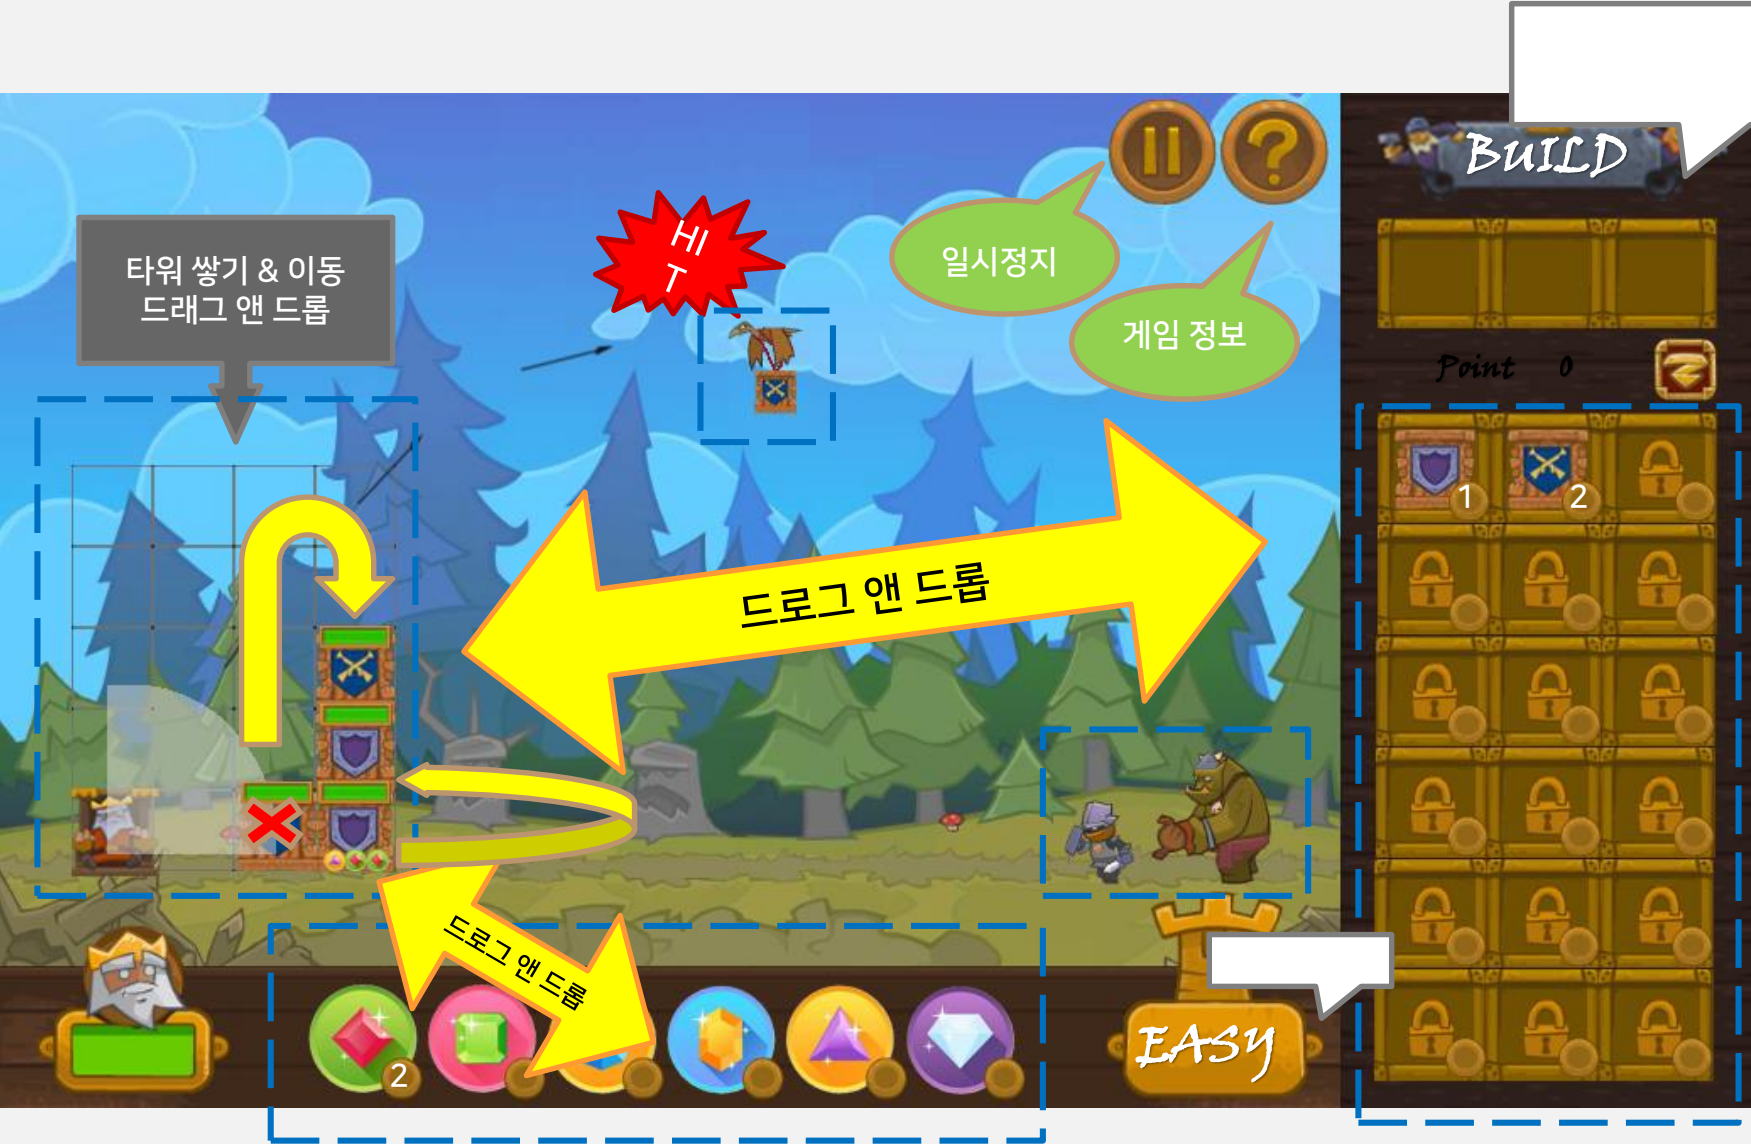 BUILD
HI
T
일시정지
타워 쌓기 & 이동
드래그 앤 드롭
게임 정보
Point 0
1
2
드로그 앤 드롭
드로그 앤 드롭
2
EASY